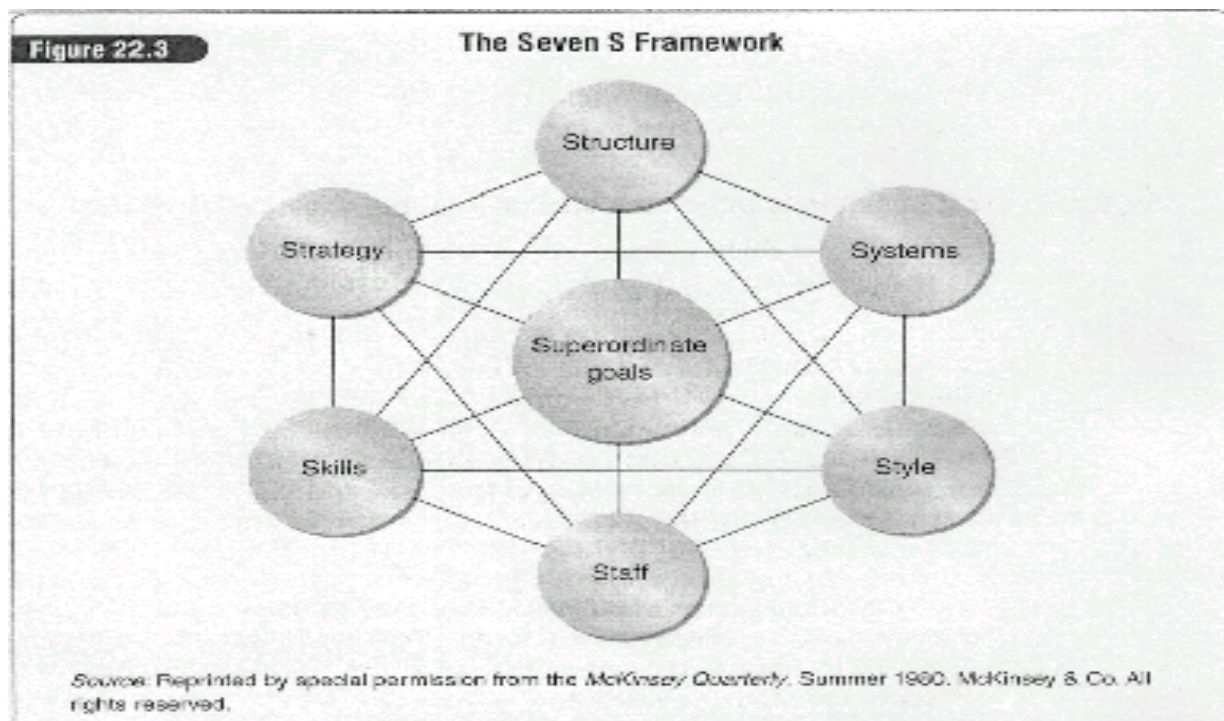 Figure 22.3
The Seven S Framework
Structure
Strategy
Systems
Superordinate
goals
Skills
Style
Staff
Source: Reprinted by special permission from the McKinsey Quarterly, Summer 1980. McKinsey & Co. All
rights reserved.